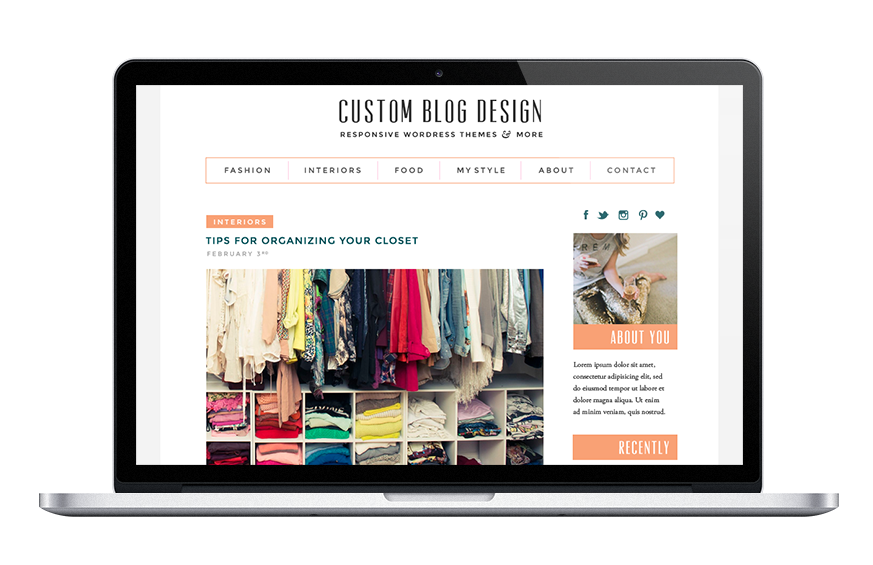 CUSTOM BLOG DESIGN
RESPONSIVE WORDRESS THEMES & MORE
FASHION INTERIORS FOOD MY STYLE ABOUT CONTACT
INTERIORS
TIPS FOR ORGANIZING YOUR CLOSET
FEBRUARY 3RD
REM
ABOUT YOU
Lorem ipsum dolor sit amet,
consectetur adipisicing elit, sed
do eiusmod tempor ut labore et
dolore magna aliqua. Ut enim
ad minim veniam, quis nostrud.
RECENTLY